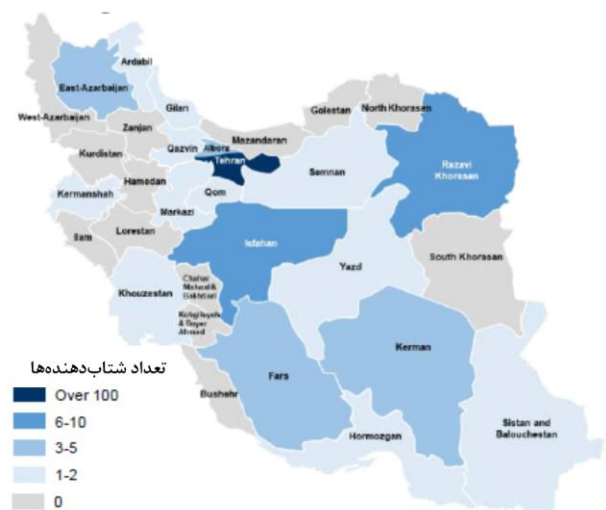 Ardabil
East-Azarbaijan
Gilan
West-Azarbaijan
Zanjan
Golestan
North Khorasan
Mazandaran
Kurdistan
Qazvin
Alborz
Tehran
Semnan
Razavi
Khorasan
Kermanshah
Hamedan
Qom
Markazi
Ilam
Lorestan
Isfahan
South Khorasan
Yazd
Khouzestan
Chahar
Mahaal &
Bakhtiari
Kohgiluyeh
& Boyer
Ahmad
Kerman
Fars
Bushehr
Hormozgan
Sistan and
Balouchestan
تعداد شتاب‌دهنده‌ها
Over 100
6-10
3-5
1-2
0